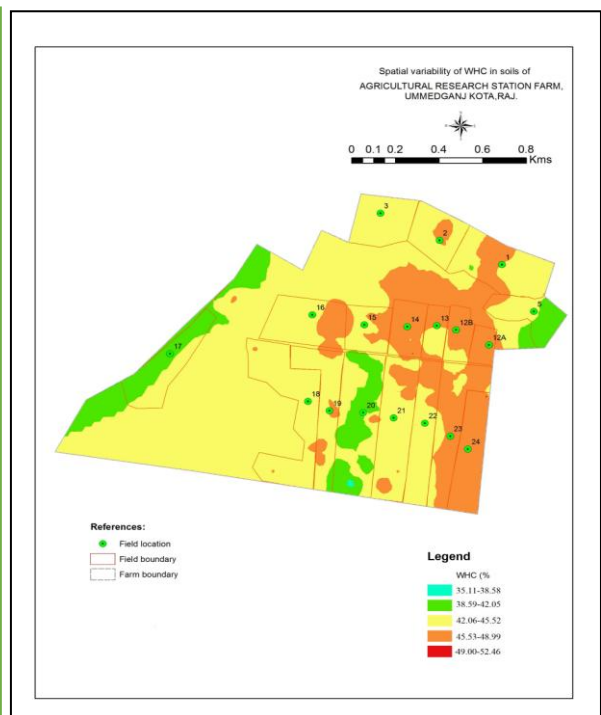 Spatial variability of WHC in soils of
AGRICULTURAL RESEARCH STATION FARM,
UMMEDGANJ KOTA,RAJ.
0 0.1 0.2 0.4 0.6 0.8
Kms
3
2
1
5
16
15
14
13
12B
12A
17
18
19
20
21
22
23
24
References:
Field location
Field boundary
Farm boundary
Legend
WHC (%
35.11-38.58
38.59-42.05
42.06-45.52
45.53-48.99
49.00-52.46